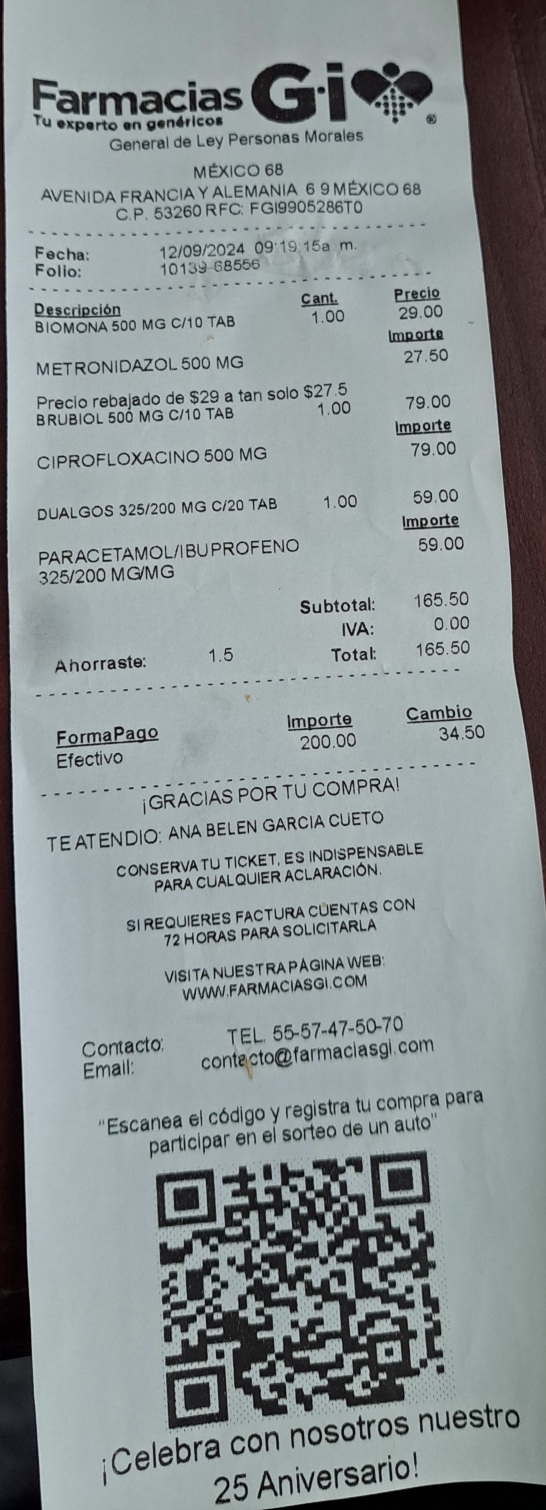 Farmacias G·i ®
Tu experto en genéricos
General de Ley Personas Morales
MÉXICO 68
AVENIDA FRANCIA Y ALEMANIA 6 9 MÉXICO 68
C.P. 53260 RFC: FGI9905286T0
Fecha: 12/09/2024 09:19:15a. m.
Folio: 10139-68556
Descripción Cant. Precio
BIOMONA 500 MG C/10 TAB 1.00 29.00
Importe
METRONIDAZOL 500 MG 27.50
Precio rebajado de $29 a tan solo $27.5
BRUBIOL 500 MG C/10 TAB 1.00 79.00
Importe
CIPROFLOXACINO 500 MG 79.00
DUALGOS 325/200 MG C/20 TAB 1.00 59.00
Importe
PARACETAMOL/IBUPROFENO 59.00
325/200 MG/MG
Subtotal: 165.50
IVA: 0.00
Ahorraste: 1.5 Total: 165.50
FormaPago Importe Cambio
Efectivo 200.00 34.50
¡GRACIAS POR TU COMPRA!
TE ATENDIO: ANA BELEN GARCIA CUETO
CONSERVA TU TICKET, ES INDISPENSABLE
PARA CUALQUIER ACLARACIÓN.
SI REQUIERES FACTURA CUENTAS CON
72 HORAS PARA SOLICITARLA
VISITA NUESTRA PÁGINA WEB:
WWW.FARMACIASGI.COM
Contacto: TEL. 55-57-47-50-70
Email: contacto@farmaciasgi.com
"Escanea el código y registra tu compra para
participar en el sorteo de un auto"
¡Celebra con nosotros nuestro
25 Aniversario!